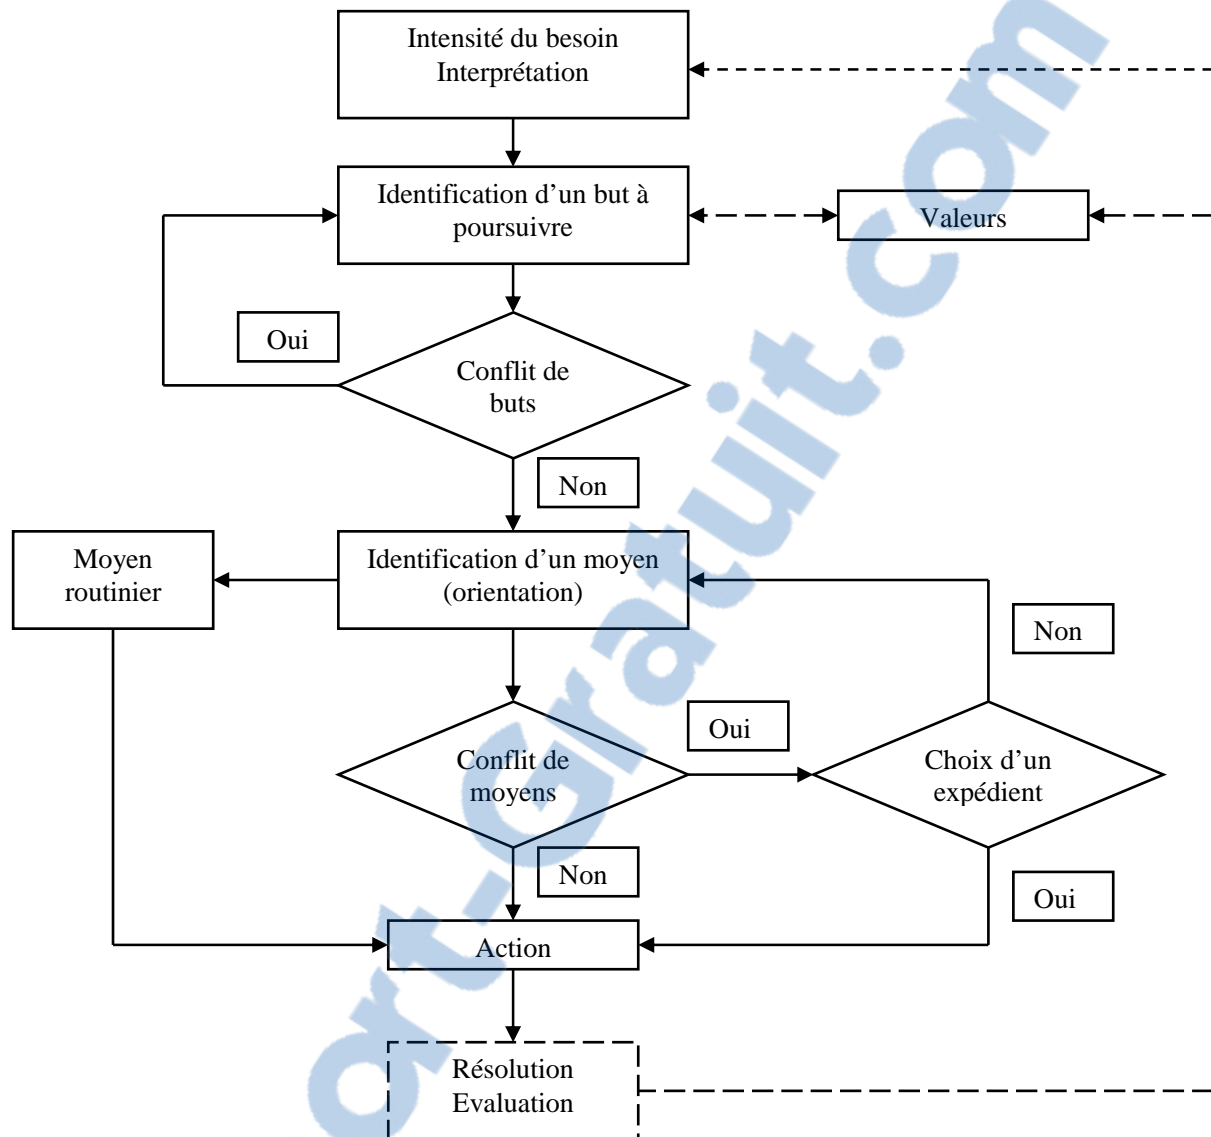 Intensité du besoin
Interprétation
Identification d’un but à
poursuivre
Valeurs
Oui
Conflit de
buts
Non
Moyen
routinier
Identification d’un moyen
(orientation)
Non
Oui
Conflit de
moyens
Choix d’un
expédient
Non
Oui
Action
Résolution
Evaluation
ort-Gratuit.com